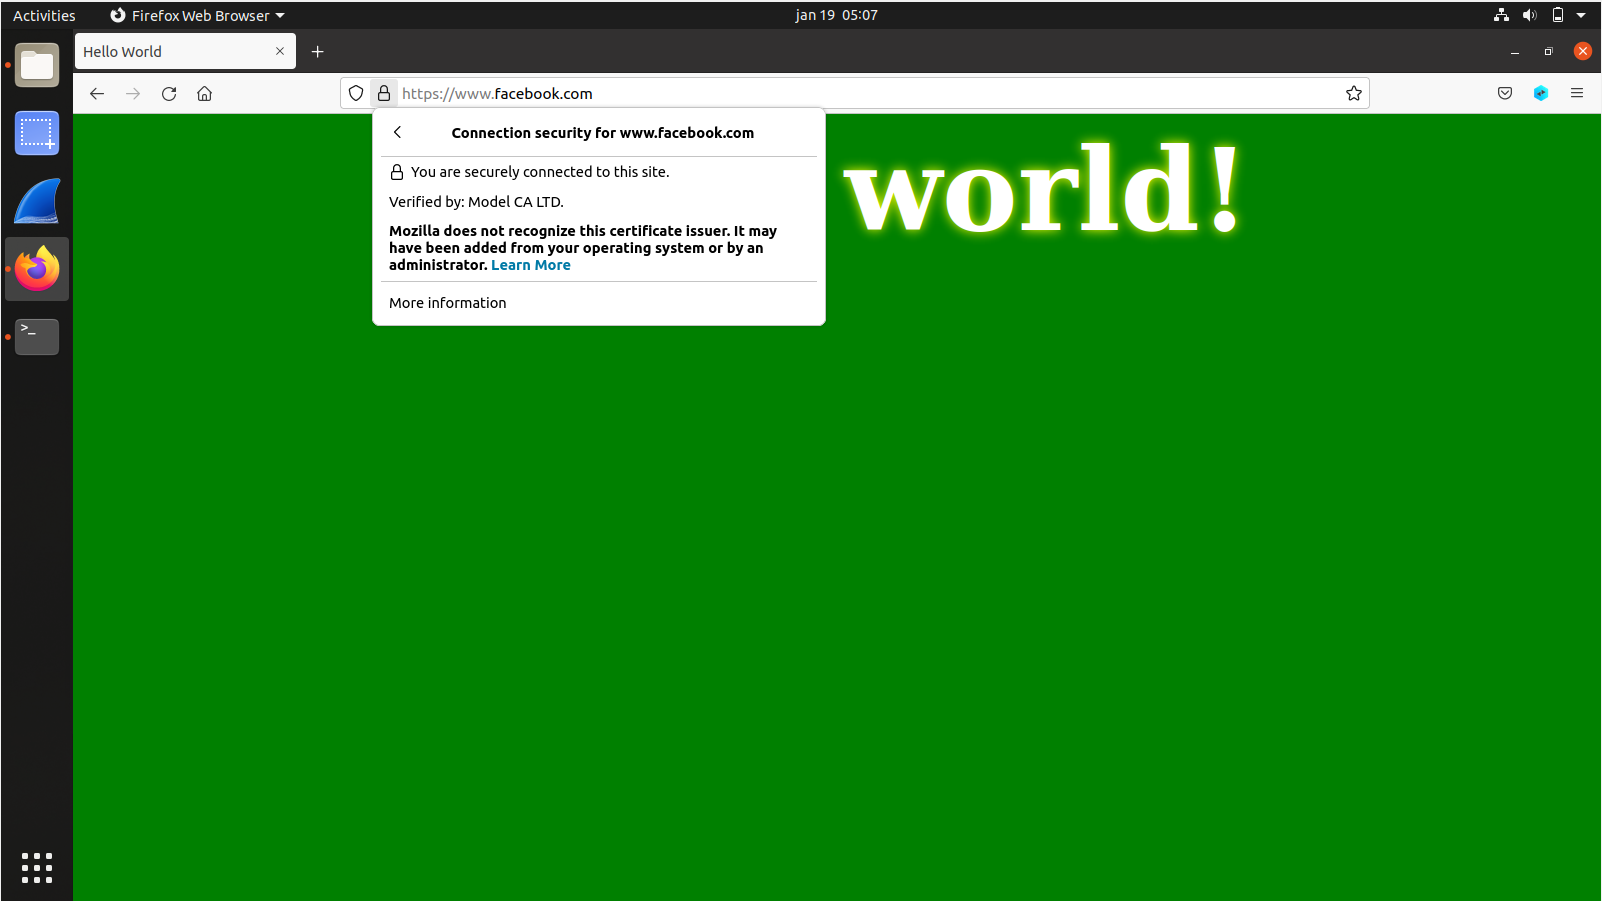 Activities
Firefox Web Browser
jan 19 05:07
Hello World
https://www.facebook.com
Connection security for www.facebook.com
You are securely connected to this site.
Verified by: Model CA LTD.
Mozilla does not recognize this certificate issuer. It may
have been added from your operating system or by an
administrator. Learn More
More information
world!
>_